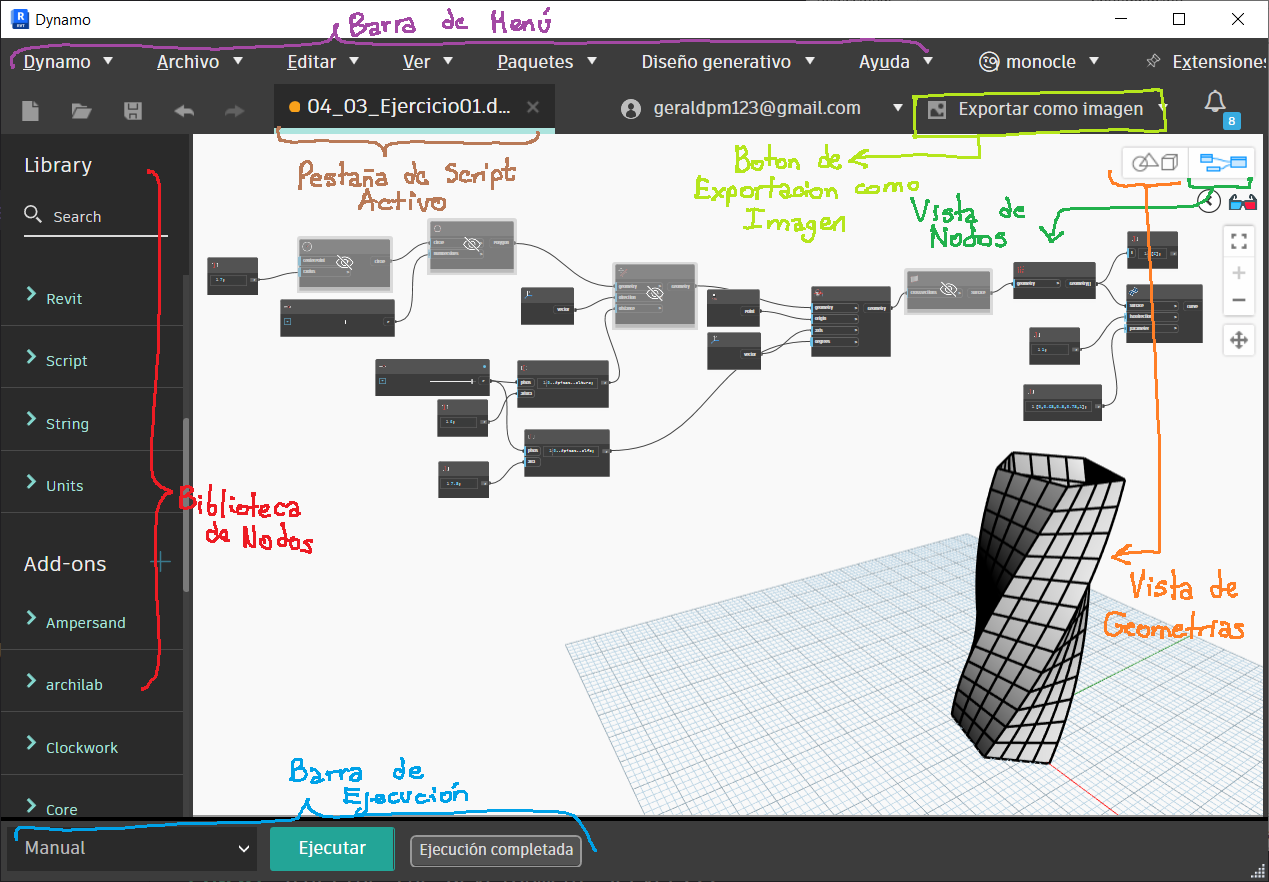 Dynamo
Barra de Menú
Dynamo Archivo Editar Ver Paquetes Diseño generativo Ayuda monocle Extensione
04_03_Ejercicio01.d... geraldpm123@gmail.com Exportar como imagen
8
Library
Search
Pestaña de Script
Activo
Boton de
Exportacion como
Imagen
Vista de
Nodos
Revit
Script
String
Units
Biblioteca
de Nodos
Add-ons
Ampersand
archilab
Clockwork
Core
Vista de
Geometrias
Barra de
Ejecución
Manual Ejecutar Ejecución completada